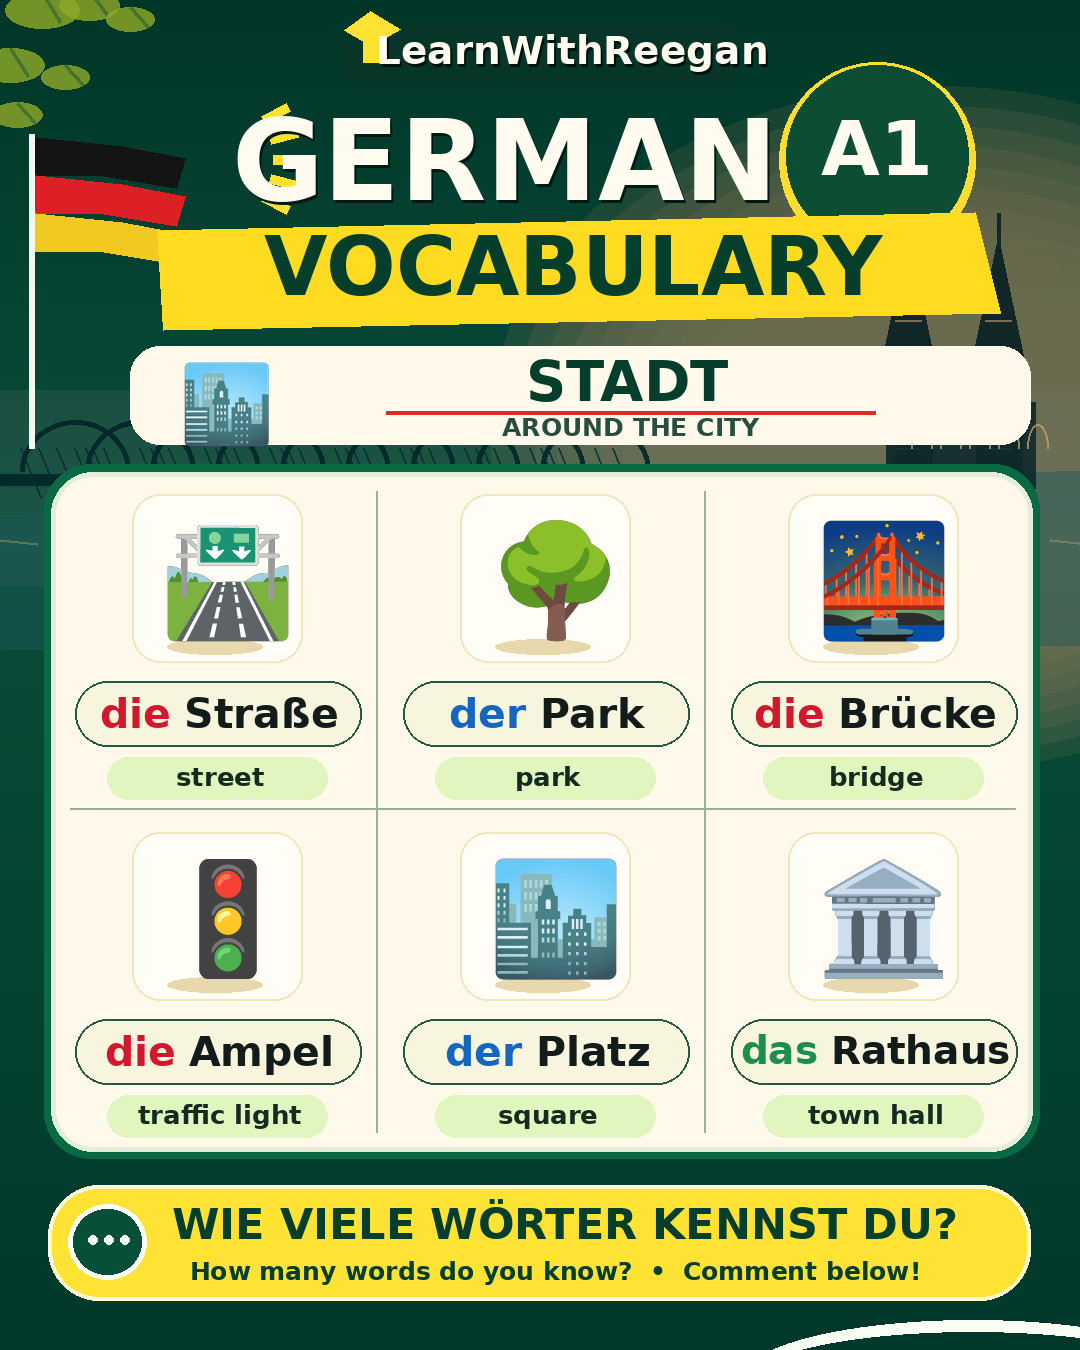 LearnWithReegan
GERMAN
A1
VOCABULARY
STADT
AROUND THE CITY
die Straße
street
der Park
park
die Brücke
bridge
die Ampel
traffic light
der Platz
square
das Rathaus
town hall
WIE VIELE WÖRTER KENNST DU?
How many words do you know? • Comment below!